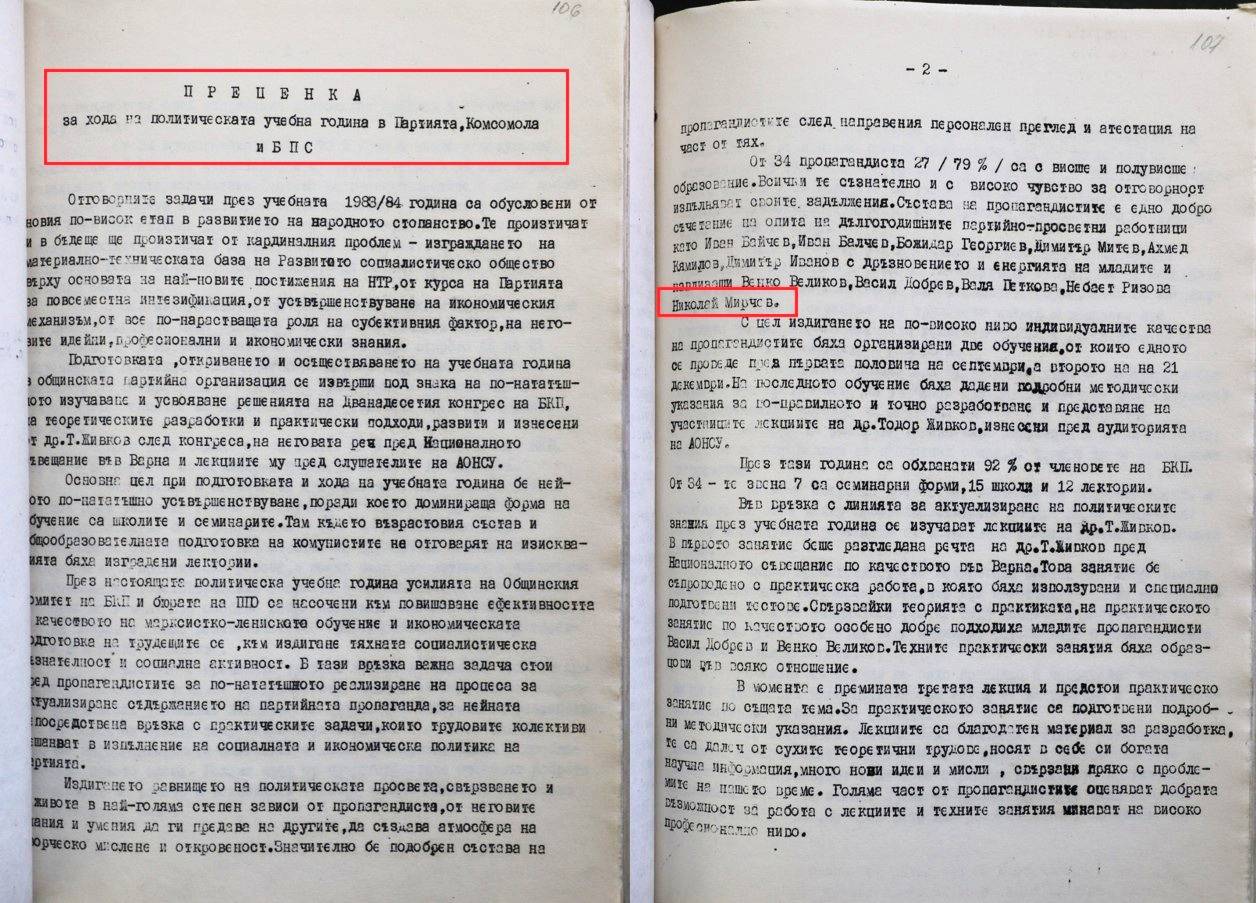 106
П Р Е Ц Е Н К А
за хода на политическата учебна година в Партията,Комсомола
и Б П С
Отговорните задачи през учебната 1983/84 година са обусловени от
новия по-висок етап в развитието на народното стопанство.Те произтичат
и в бъдеще ще произтичат от кардиналния проблем – изграждането на
материално-техническата база на Развитото социалистическо общество
върху основата на най-новите постижения на НТР,от курса на Партията
за повсеместна интезификация,от усъвършенствуване на икономическия
механизъм,от все по-нарастващата роля на субективния фактор,на него-
вите идейни,професионални и икономически знания.
Подготовката ,откриването и осъществяването на учебната година
в общинската партийна организация се извърши под знака на по-нататъш-
ното изучаване и усвояване решенията на Дванадесетия конгрес на БКП,
на теоретическите разработки и практически подходи,развити и изнесени
от др.Т.Живков след конгреса,на неговата реч пред Националното
съвещание във Варна и лекциите му пред слушателите на АОНСУ.
Основна цел при подготовката и хода на учебната година бе ней-
ото по-нататъшно усъвършенствуване,поради което доминираща форма на
обучение са школите и семинарите.Там където възрастовия състав и
общообразователната подготовка на комунистите не отговарят на изисква-
нията бяха изградени лектории.
През настоящата политическа учебна година усилията на Общинския
комитет на БКП и бюрата на ППО са насочени към повишаване ефективността
качеството на марксистко-лениското обучение и икономическата
подготовка на трудещите се ,към издигане тяхната социалистическа
съзнателност и социална активност. В тази връзка важна задача стои
пред пропагандистите за по-нататъшното реализиране на процеса за
актуализиране съдържанието на партийната пропаганда,за нейната
непосредствена връзка с практическите задачи,които трудовите колективи
решават в изпълнение на социалната и икономическа политика на
партията.
Издигането равнището на политическата просвета,свързването и
живота в най-голяма степен зависи от пропагандиста,от неговите
знания и умения да ги предава на другите,да създава атмосфера на
творческо мислене и откровеност.Значително бе подобрен състава на
107
- 2 -
пропагандистите след направения персонален преглед и атестация на
част от тях.
От 34 пропагандиста 27 / 79 % / са с висше и полувисше
образование.Всички те съзнателно и с високо чувство за отговорност
изпълняват своите задължения.Състава на пропагандистите е едно добро
съчетание на опита на дългогодишните партийно-просветни работници
като Иван Байчев,Иван Балчев,Божидар Георгиев,Димитър Митев,Ахмед
Кямилов,Димитър Иванов с дръзновението и енергията на младите и
навлизащи Венко Великов,Васил Добрев,Валя Петкова,Небает Ризова
Николай Мирчев.
С цел издигането на по-високо ниво индивидуалните качества
на пропагандистите бяха организирани две обучения,от които едното
се проведе през първата половина на септември,а второто на на 21
декември.На последното обучение бяха дадени подробни методически
указания за по-правилното и точно разработване и представяне на
участниците лекциите на др.Тодор Живков,изнесени пред аудиторията
на АОНСУ.
През тази година са обхванати 92 % от членовете на БКП.
От 34 - те звена 7 са семинарни форми,15 школи и 12 лектории.
Във връзка с линията за актуализиране на политическите
знания през учебната година се изучават лекциите на др.Т.Живков.
В първото занятие беше разгледана речта на др.Т.Живков пред
Националното съвещание по качеството във Варна.Това занятие бе
съпроводено с практическа работа,в която бяха използувани и специално
подготвени тестове.Свързвайки теорията с практиката,на практическото
занятие по качеството особено добре подходиха младите пропагандисти
Васил Добрев и Венко Великов.Техните практически занятия бяха образ-
цови във всяко отношение.
В момента е премината третата лекция и предстои практическо
занятие по същата тема.За практическото занятие са подготвени подроб-
ни методически указания. Лекциите са благодатен материал за разработка,
те са далеч от сухите теоретични трудове,носят в себе си богата
научна информация,много нови идеи и мисли , свързани пряко с пробле-
мите на нашето време. Голяма част от пропагандистите оценяват добрата
възможност за работа с лекциите и техните занятия минават на високо
професионално ниво.